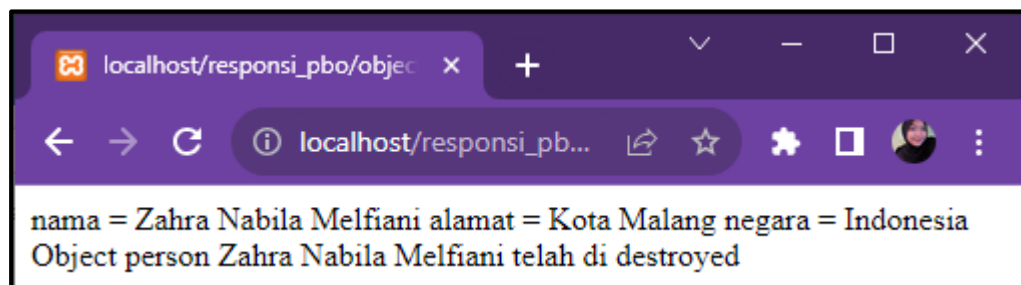 localhost/responsi_pbo/objec
localhost/responsi_pb...
nama = Zahra Nabila Melfiani alamat = Kota Malang negara = Indonesia
Object person Zahra Nabila Melfiani telah di destroyed